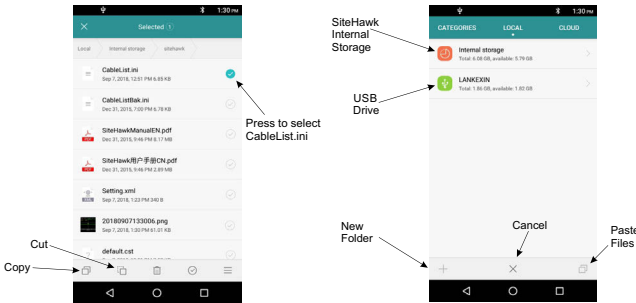 1:30 PM
Selected 1
Local
Internal storage
sitehawk
CableList.ini
Sep 7, 2018, 12:51 PM 6.85 KB
CableListBak.ini
Dec 31, 2015, 7:00 PM 6.78 KB
SiteHawkManualEN.pdf
Dec 31, 2015, 9:46 PM 8.17 MB
SiteHawk用户手册CN.pdf
Dec 31, 2015, 9:46 PM 2.89 MB
Setting.xml
Sep 7, 2018, 1:23 PM 340 B
20180907133006.png
Sep 7, 2018, 1:33 PM 61.01 KB
default.cst
Press to select
CableList.ini
Cut
Copy
1:30 PM
CATEGORIES
LOCAL
CLOUD
Internal storage
Total: 6.08 GB, available: 5.79 GB
LANKEXIN
Total: 1.86 GB, available: 1.82 GB
SiteHawk
Internal
Storage
USB
Drive
New
Folder
Cancel
Paste
Files